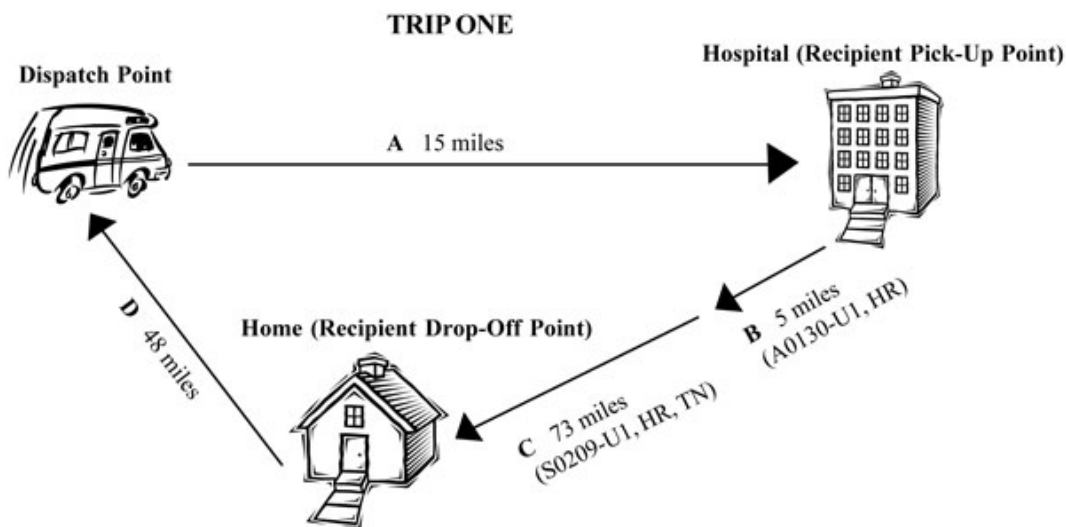 TRIP ONE
Hospital (Recipient Pick-Up Point)
Dispatch Point
A 15 miles
B 5 miles
(A0130-U1, HR)
Home (Recipient Drop-Off Point)
C 73 miles
(S0209-U1, HR, TN)
D 48 miles